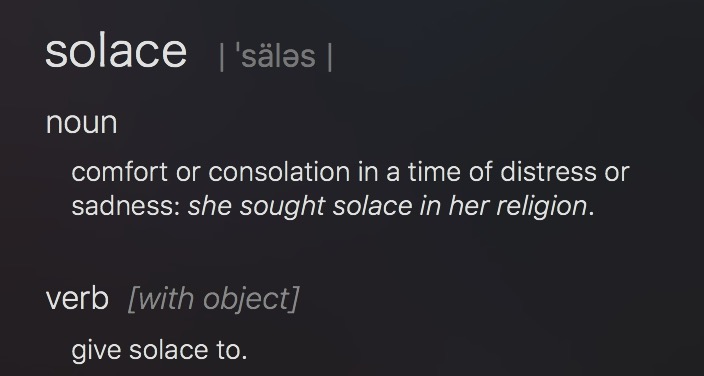 solace | ˈsäləs |
noun
comfort or consolation in a time of distress or
sadness: she sought solace in her religion.
verb [with object]
give solace to.